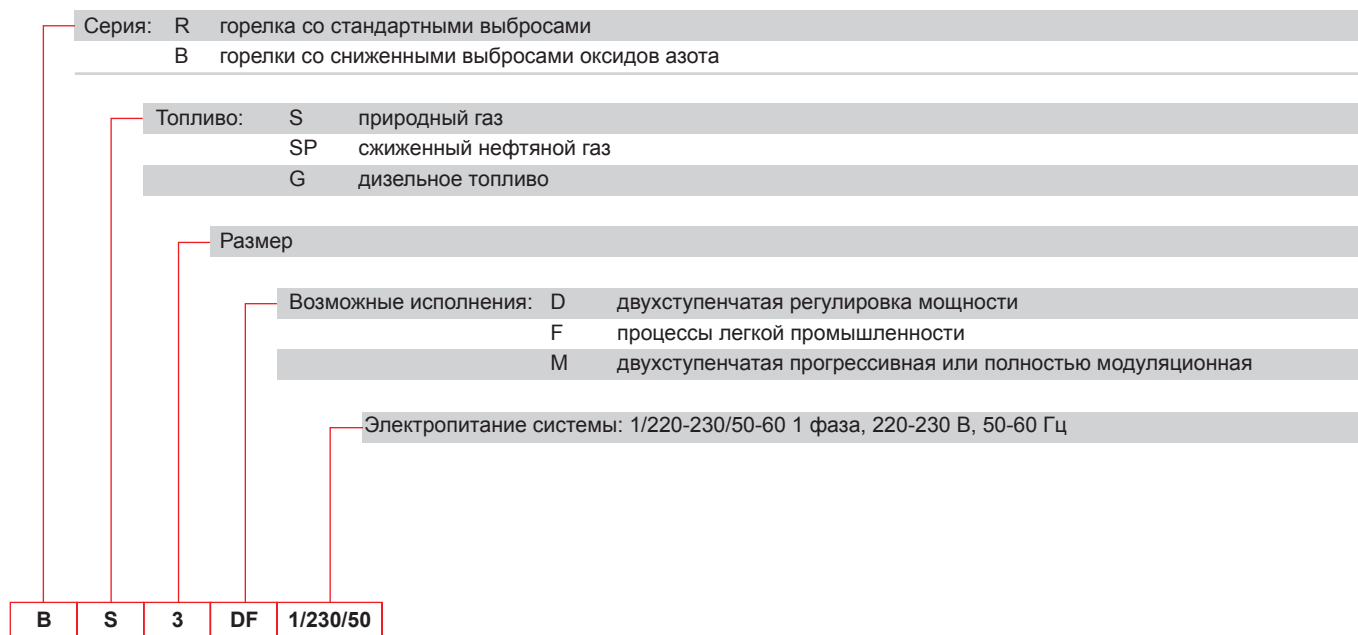 Серия: R горелка со стандартными выбросами
B горелки со сниженными выбросами оксидов азота
Топливо: S природный газ
SP сжиженный нефтяной газ
G дизельное топливо
Размер
Возможные исполнения: D двухступенчатая регулировка мощности
F процессы легкой промышленности
M двухступенчатая прогрессивная или полностью модуляционная
Электропитание системы: 1/220-230/50-60 1 фаза, 220-230 В, 50-60 Гц
B S 3 DF 1/230/50